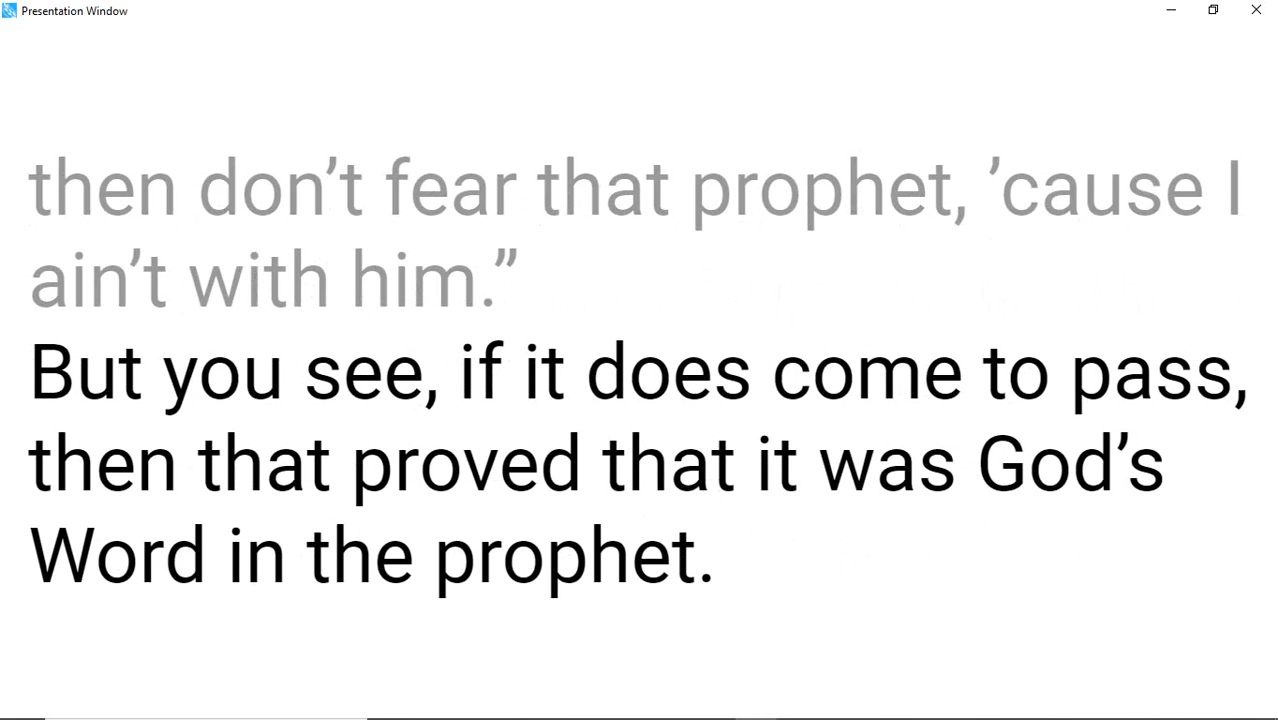 Presentation Window
then don’t fear that prophet, ’cause I
ain’t with him.”
But you see, if it does come to pass,
then that proved that it was God’s
Word in the prophet.